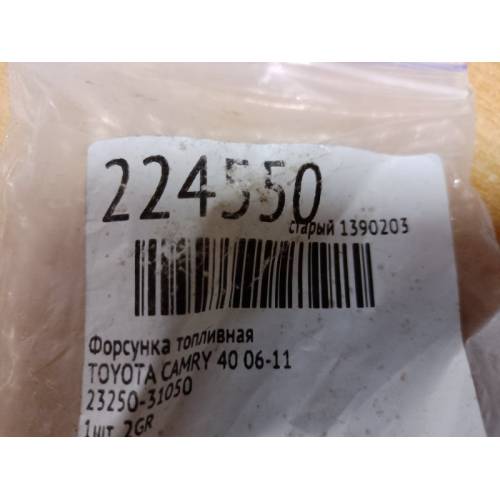 224550
старый 1390203
Форсунка топливная
TOYOTA CAMRY 40 06-11
23250-31050
1шт. 2GR